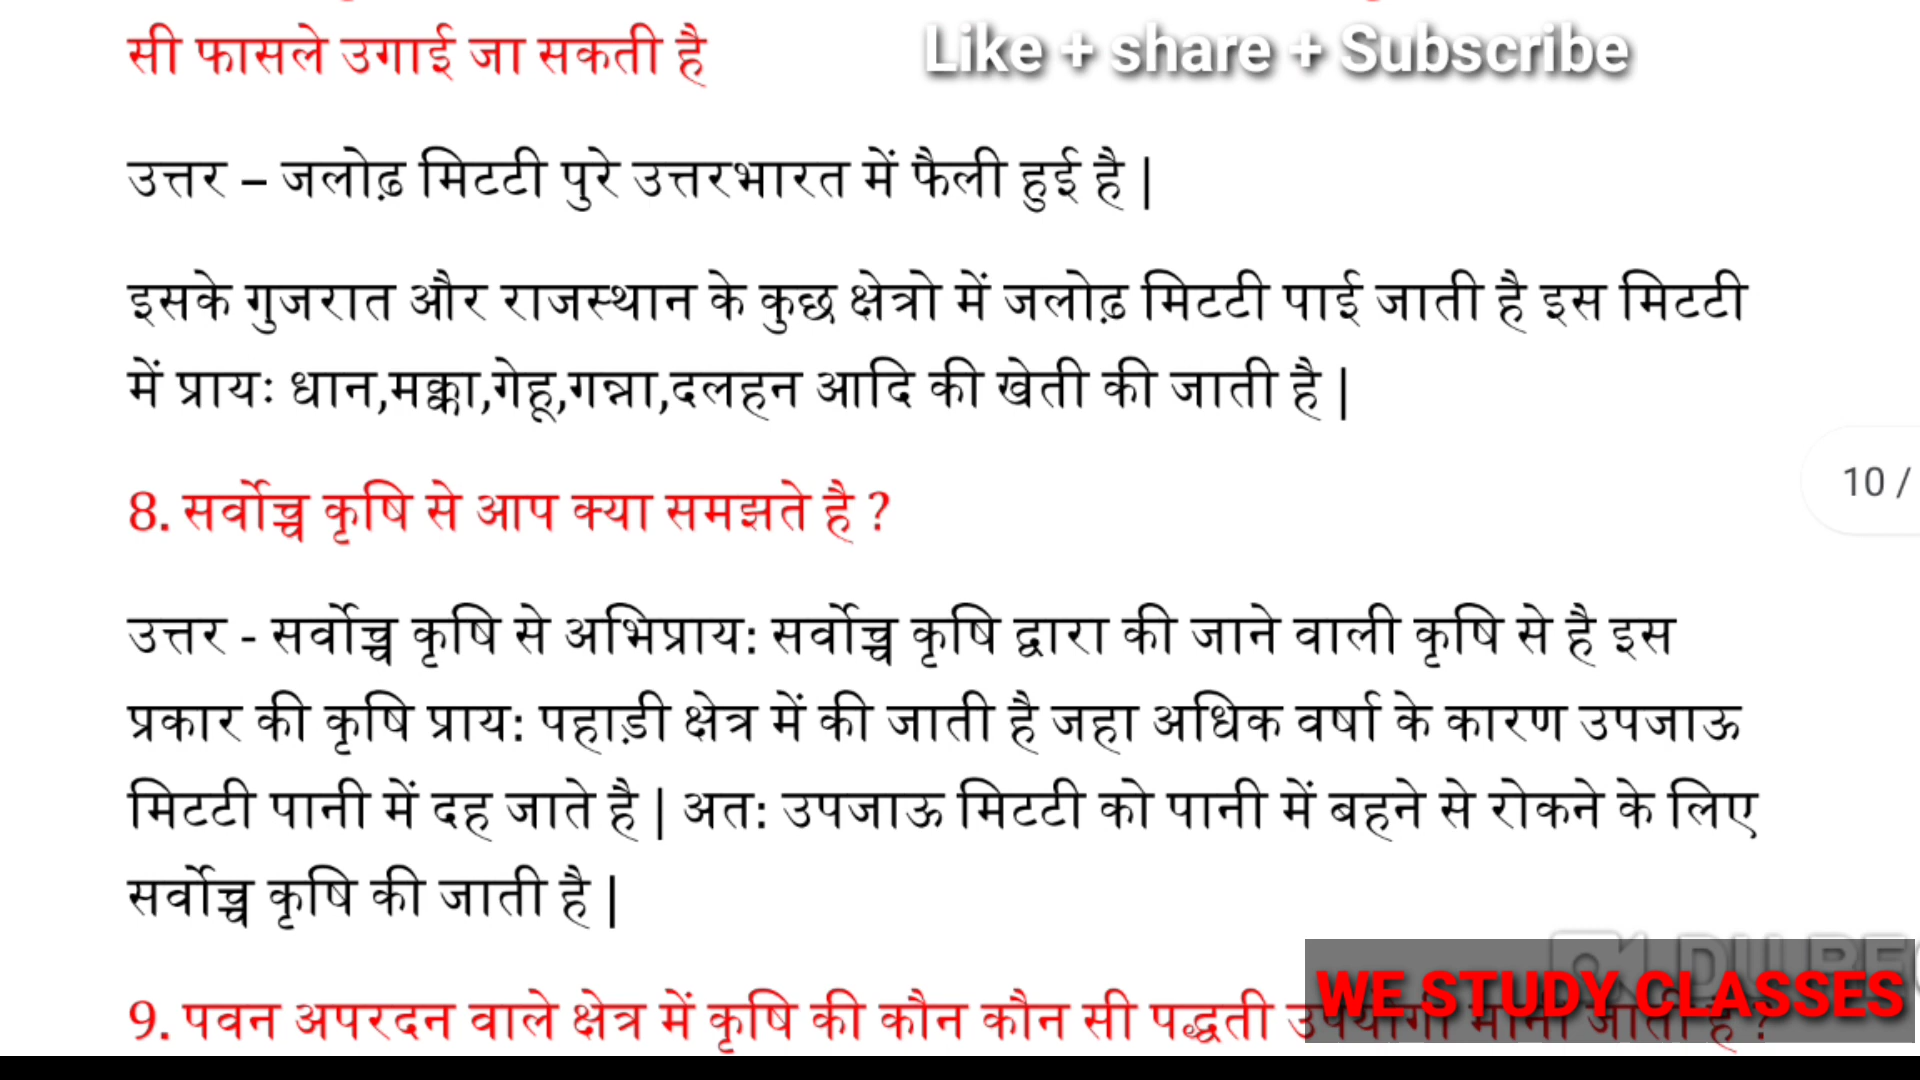 सी फासले उगाई जा सकती है
Like + share + Subscribe
उत्तर – जलोढ़ मिटटी पुरे उत्तरभारत में फैली हुई है |
इसके गुजरात और राजस्थान के कुछ क्षेत्रो में जलोढ़ मिटटी पाई जाती है इस मिटटी
में प्रायः धान,मक्का,गेहू,गन्ना,दलहन आदि की खेती की जाती है |
8. सर्वोच्च कृषि से आप क्या समझते है ?
10 /
उत्तर - सर्वोच्च कृषि से अभिप्राय: सर्वोच्च कृषि द्वारा की जाने वाली कृषि से है इस
प्रकार की कृषि प्राय: पहाड़ी क्षेत्र में की जाती है जहा अधिक वर्षा के कारण उपजाऊ
मिटटी पानी में दह जाते है | अत: उपजाऊ मिटटी को पानी में बहने से रोकने के लिए
सर्वोच्च कृषि की जाती है |
9. पवन अपरदन वाले क्षेत्र में कृषि की कौन कौन सी पद्धती उपयोगी मानी जाती है ?
WE STUDY CLASSES